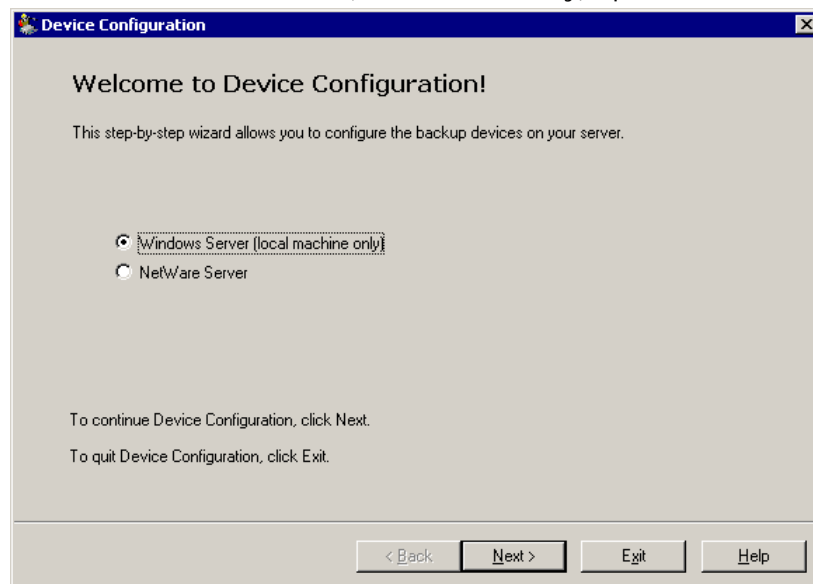 Device Configuration
Welcome to Device Configuration!
This step-by-step wizard allows you to configure the backup devices on your server.
Windows Server (local machine only)
NetWare Server
To continue Device Configuration, click Next.
To quit Device Configuration, click Exit.
< Back Next > Exit Help